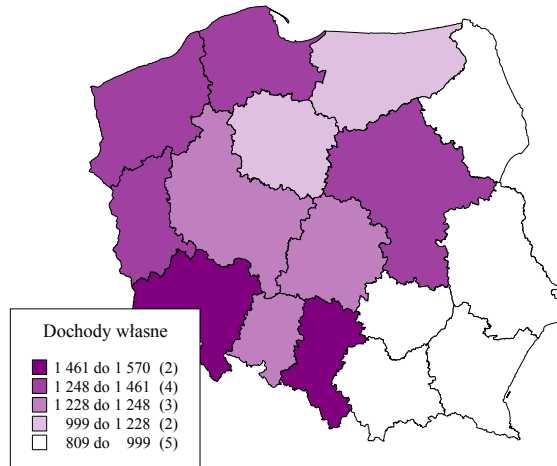 Dochody własne
1 461 do 1 570 (2)
1 248 do 1 461 (4)
1 228 do 1 248 (3)
999 do 1 228 (2)
809 do 999 (5)